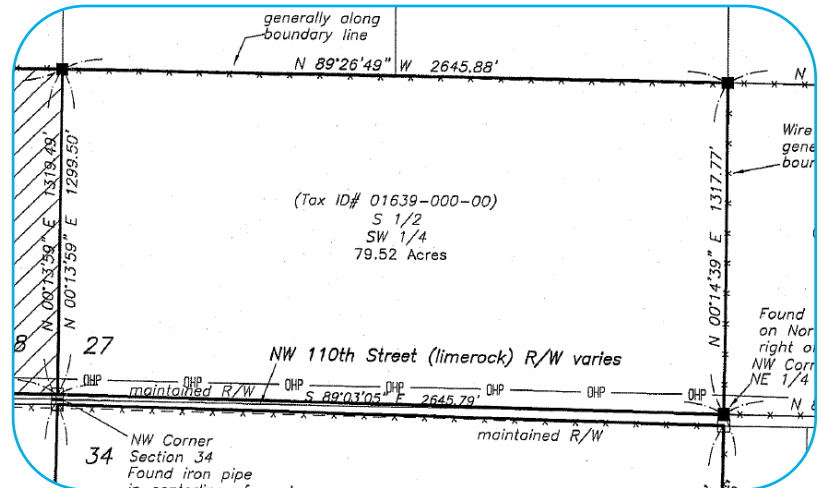 generally along
boundary line
N 89°26'49" W 2645.88'
N
Wire
gene
bour
N 00°13'59" E 1319.49'
N 00°13'59" E 1299.50'
N 00°14'39" E 1317.77'
(Tax ID# 01639-000-00)
S 1/2
SW 1/4
79.52 Acres
Found
on Nor
right o
NW Corr
NE 1/4
8
27
NW 110th Street (limerock) R/W varies
OHP OHP OHP OHP OHP OHP OHP
maintained R/W
S 89°03'05" E 2645.79'
N 8
maintained R/W
34
NW Corner
Section 34
Found iron pipe